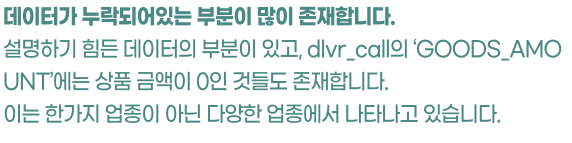 데이터가 누락되어있는 부분이 많이 존재합니다.
설명하기 힘든 데이터의 부분이 있고, dlvr_call의 ‘GOODS_AMO
UNT’에는 상품 금액이 0인 것들도 존재합니다.
이는 한가지 업종이 아닌 다양한 업종에서 나타나고 있습니다.